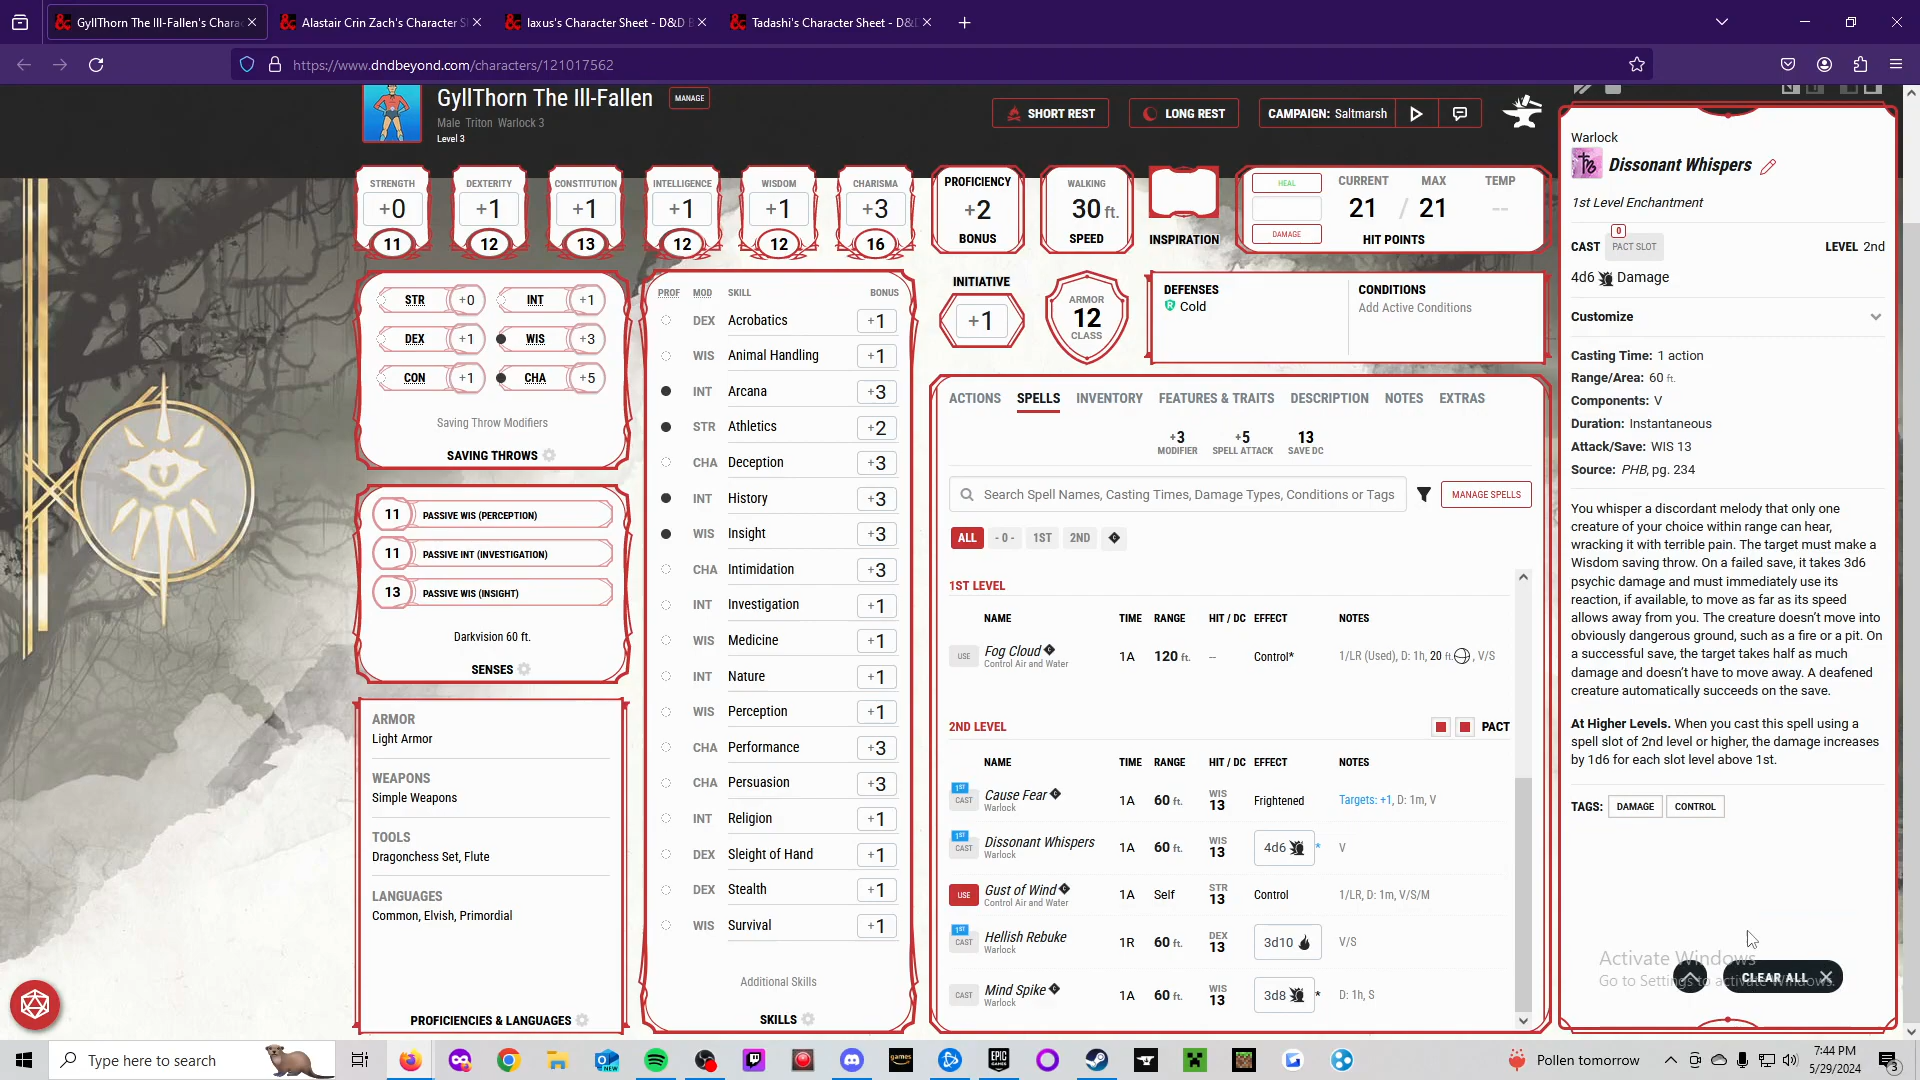 GyllThorn The Ill-Fallen's Chara
Alastair Crin Zach's Character S
Iaxus's Character Sheet - D&D B
Tadashi's Character Sheet - D&D
https://www.dndbeyond.com/characters/121017562
GyllThorn The Ill-Fallen
MANAGE
Male Triton Warlock 3
Level 3
SHORT REST
LONG REST
CAMPAIGN: Saltmarsh
STRENGTH
+0
11
DEXTERITY
+1
12
CONSTITUTION
+1
13
INTELLIGENCE
+1
12
WISDOM
+1
12
CHARISMA
+3
16
PROFICIENCY
+2
BONUS
WALKING
30 ft.
SPEED
INSPIRATION
HEAL
DAMAGE
CURRENT MAX TEMP
21 / 21 --
HIT POINTS
STR +0 INT +1
DEX +1 WIS +3
CON +1 CHA +5
Saving Throw Modifiers
SAVING THROWS
11 PASSIVE WIS (PERCEPTION)
11 PASSIVE INT (INVESTIGATION)
13 PASSIVE WIS (INSIGHT)
Darkvision 60 ft.
SENSES
ARMOR
Light Armor
WEAPONS
Simple Weapons
TOOLS
Dragonchess Set, Flute
LANGUAGES
Common, Elvish, Primordial
PROFICIENCIES & LANGUAGES
PROF MOD SKILL BONUS
DEX Acrobatics +1
WIS Animal Handling +1
INT Arcana +3
STR Athletics +2
CHA Deception +3
INT History +3
WIS Insight +3
CHA Intimidation +3
INT Investigation +1
WIS Medicine +1
INT Nature +1
WIS Perception +1
CHA Performance +3
CHA Persuasion +3
INT Religion +1
DEX Sleight of Hand +1
DEX Stealth +1
WIS Survival +1
Additional Skills
SKILLS
INITIATIVE
+1
ARMOR
12
CLASS
DEFENSES
Cold
CONDITIONS
Add Active Conditions
ACTIONS SPELLS INVENTORY FEATURES & TRAITS DESCRIPTION NOTES EXTRAS
+3 +5 13
MODIFIER SPELL ATTACK SAVE DC
Search Spell Names, Casting Times, Damage Types, Conditions or Tags
MANAGE SPELLS
ALL - 0 - 1ST 2ND
1ST LEVEL
NAME TIME RANGE HIT / DC EFFECT NOTES
USE Fog Cloud 1A 120 ft. -- Control* 1/LR (Used), D: 1h, 20 ft. , V/S
Control Air and Water
2ND LEVEL PACT
NAME TIME RANGE HIT / DC EFFECT NOTES
1ST CAST Cause Fear 1A 60 ft. WIS 13 Frightened Targets: +1, D: 1m, V
Warlock
1ST CAST Dissonant Whispers 1A 60 ft. WIS 13 4d6 * V
Warlock
USE Gust of Wind 1A Self STR 13 Control 1/LR, D: 1m, V/S/M
Control Air and Water
1ST CAST Hellish Rebuke 1R 60 ft. DEX 13 3d10 V/S
Warlock
CAST Mind Spike 1A 60 ft. WIS 13 3d8 * D: 1h, S
Warlock
Warlock
Dissonant Whispers
1st Level Enchantment
0
CAST PACT SLOT LEVEL 2nd
4d6 Damage
Customize
Casting Time: 1 action
Range/Area: 60 ft.
Components: V
Duration: Instantaneous
Attack/Save: WIS 13
Source: PHB, pg. 234
You whisper a discordant melody that only one
creature of your choice within range can hear,
wracking it with terrible pain. The target must make a
Wisdom saving throw. On a failed save, it takes 3d6
psychic damage and must immediately use its
reaction, if available, to move as far as its speed
allows away from you. The creature doesn't move into
obviously dangerous ground, such as a fire or a pit. On
a successful save, the target takes half as much
damage and doesn't have to move away. A deafened
creature automatically succeeds on the save.
At Higher Levels. When you cast this spell using a
spell slot of 2nd level or higher, the damage increases
by 1d6 for each slot level above 1st.
TAGS: DAMAGE CONTROL
Activate Windows
Go to Settings to activate Windows.
CLEAR ALL
Type here to search
Pollen tomorrow
7:44 PM
5/29/2024
3